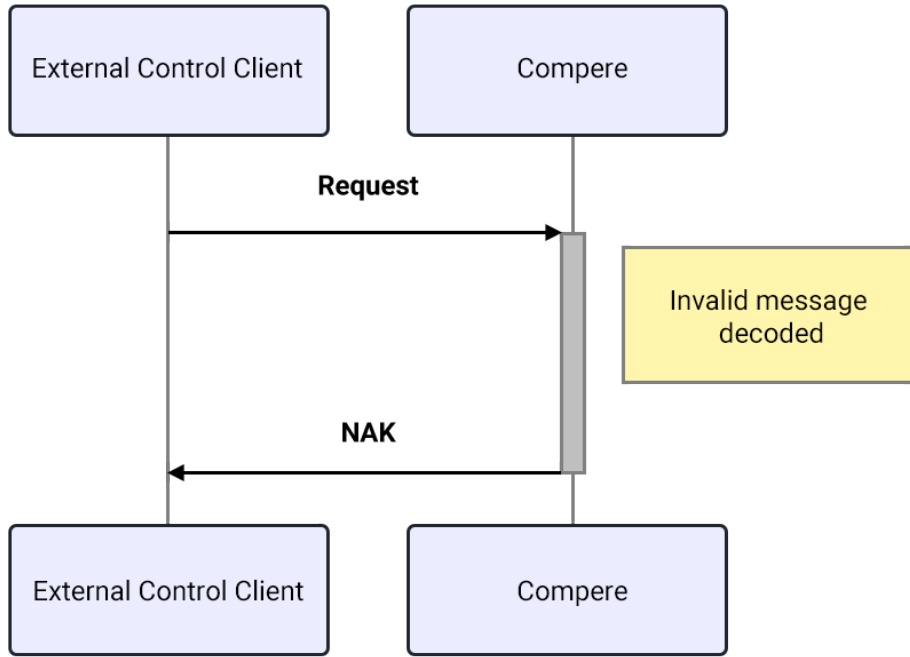 External Control Client
Compere
Request
Invalid message
decoded
NAK
External Control Client
Compere